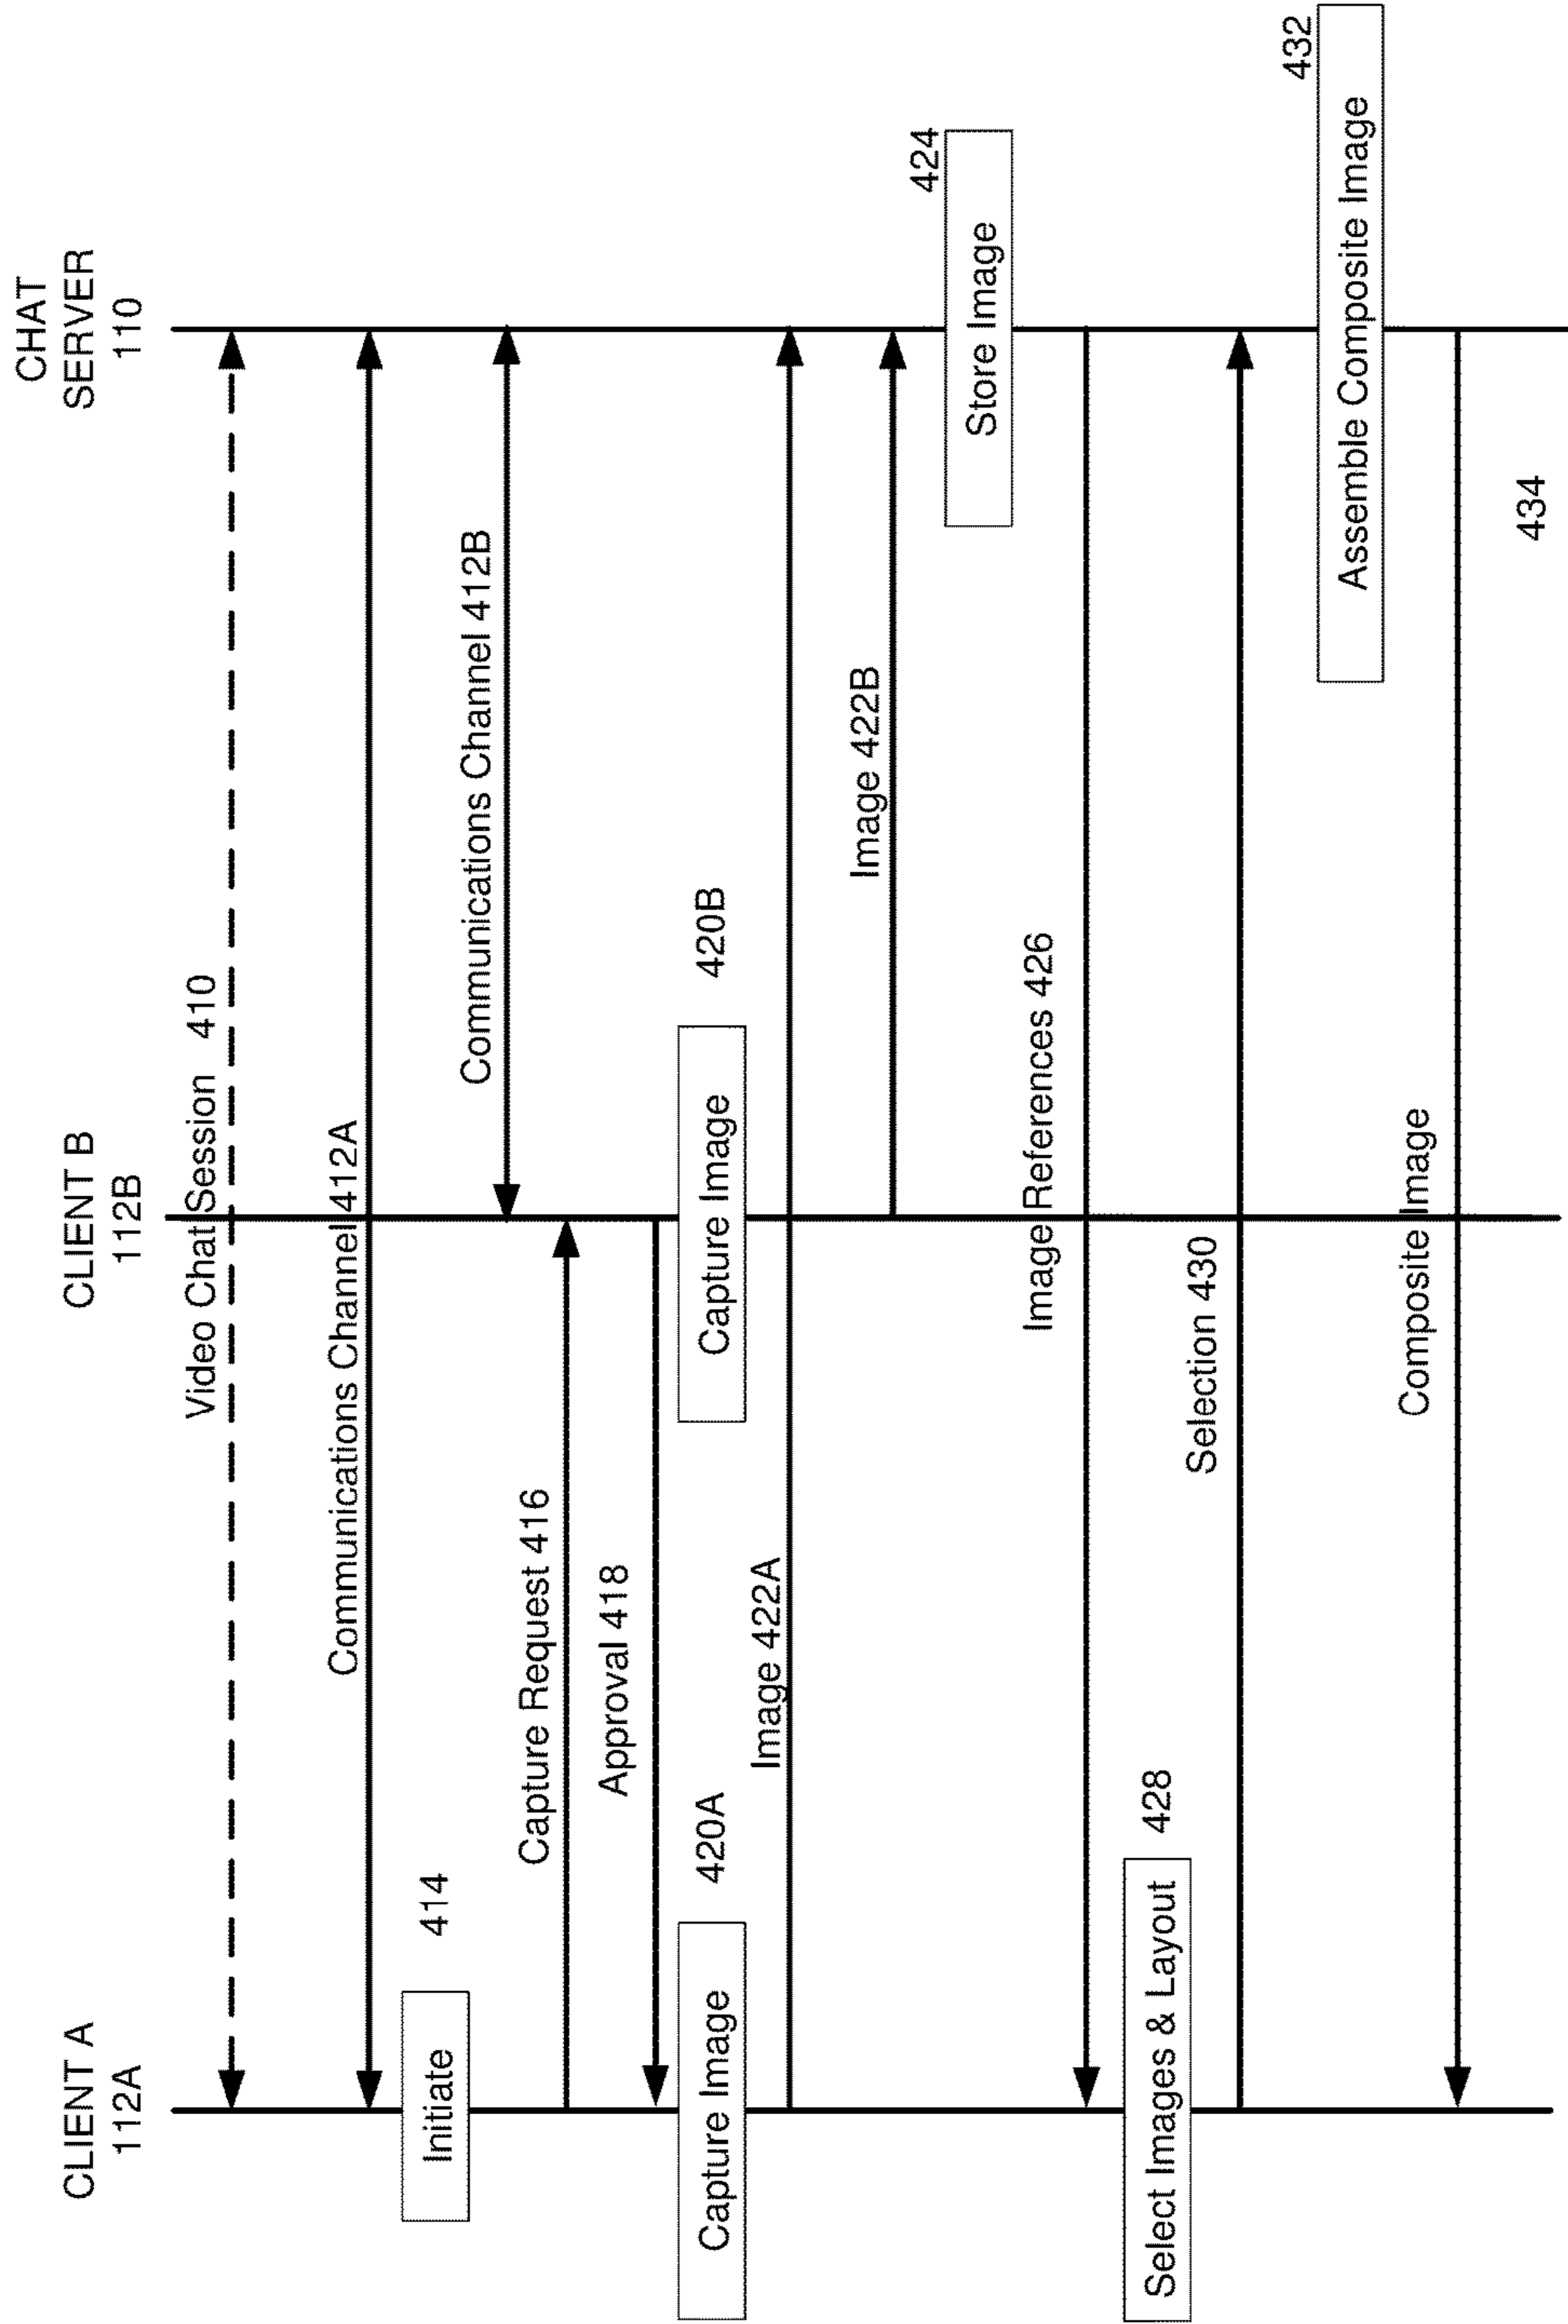 CLIENT A
112A
CLIENT B
112B
CHAT
SERVER
110
Video Chat Session 410
Communications Channel 412A
Initiate
414
Communications Channel 412B
Capture Request 416
Approval 418
Capture Image
420A
Capture Image
420B
Image 422A
Image 422B
Store Image
424
Image References 426
Select Images & Layout
428
Selection 430
Assemble Composite Image
432
Composite Image
434